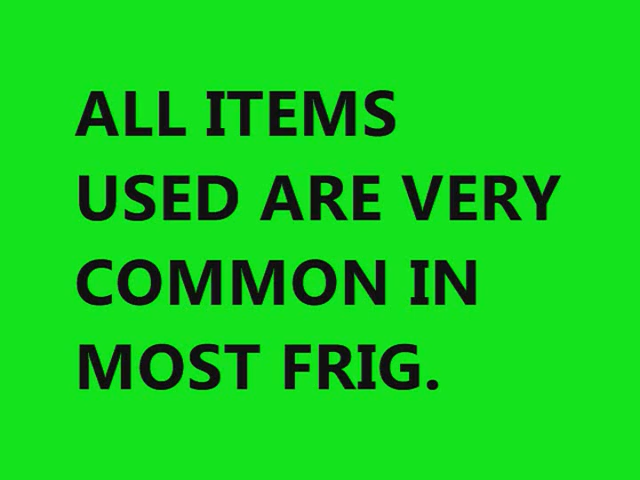 ALL ITEMS
USED ARE VERY
COMMON IN
MOST FRIG.